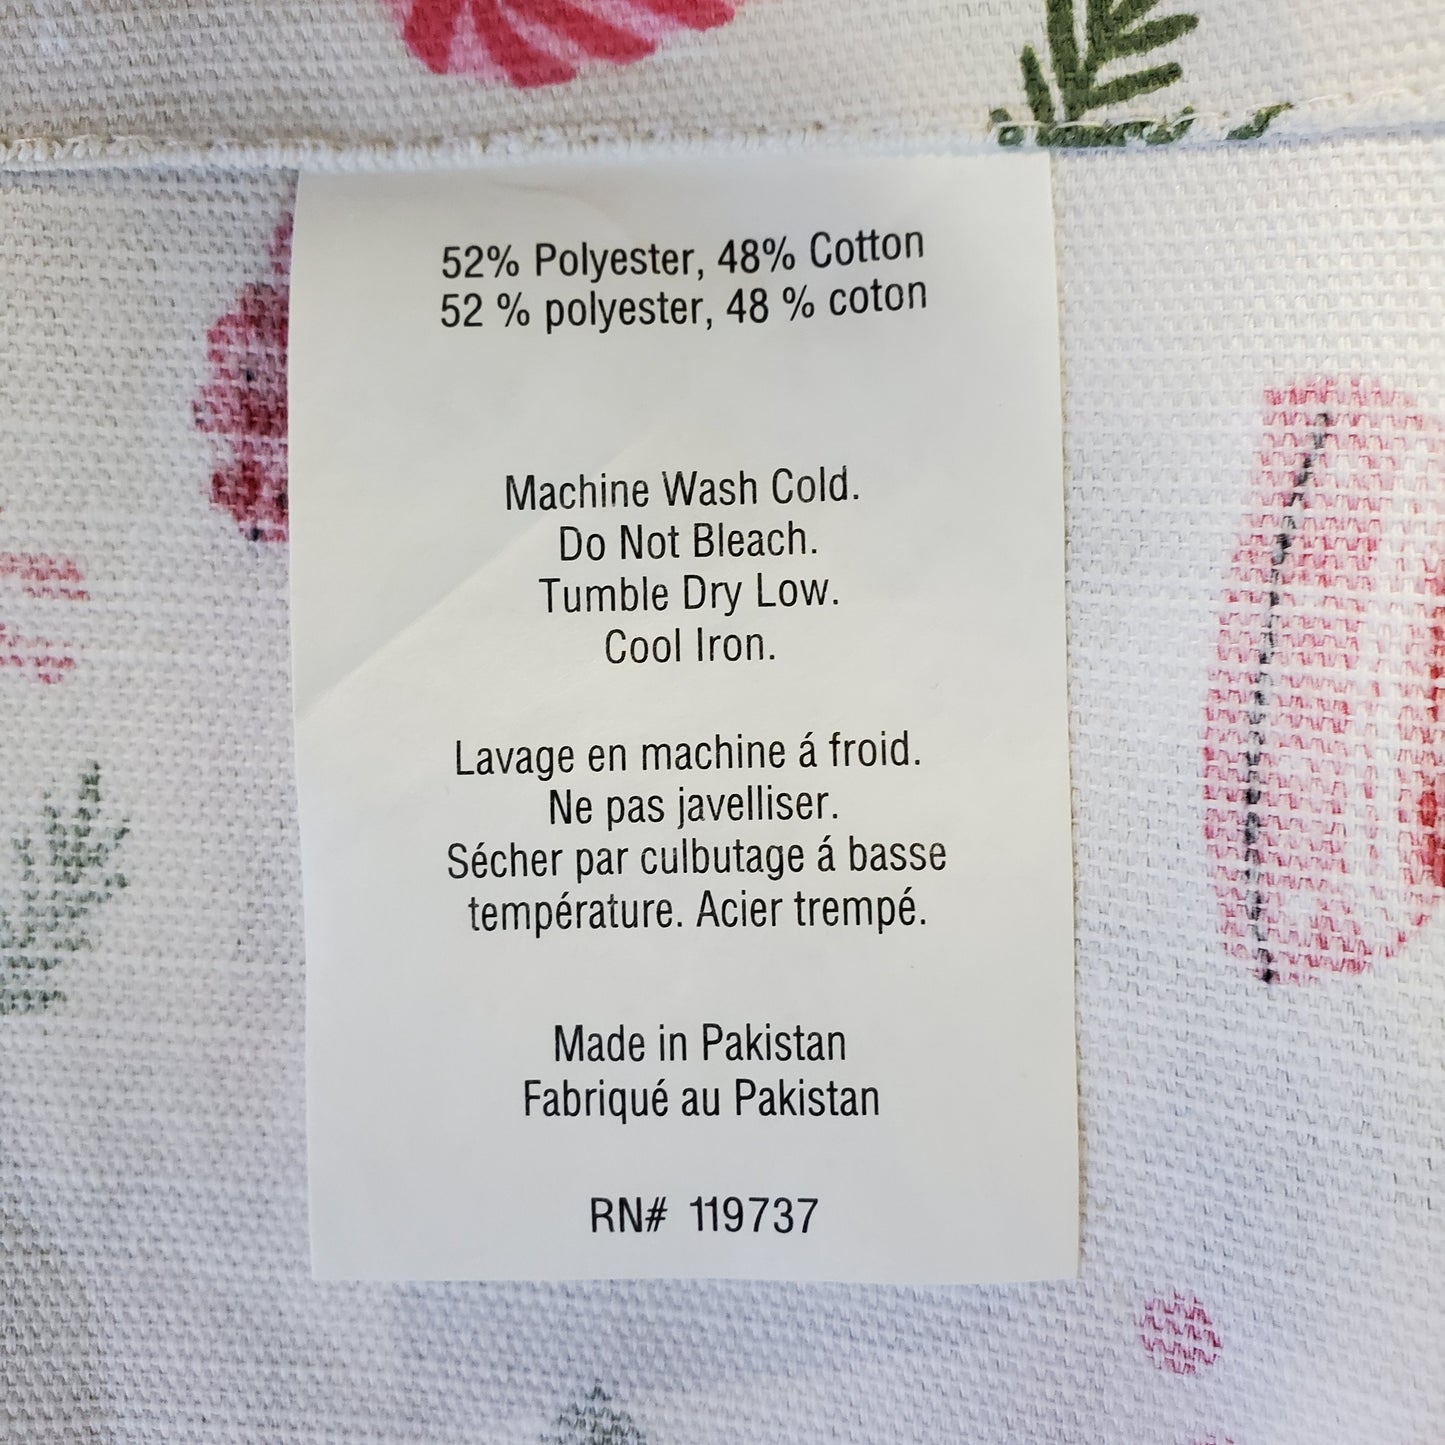 52% Polyester, 48% Cotton
52 % polyester, 48 % coton
Machine Wash Cold.
Do Not Bleach.
Tumble Dry Low.
Cool Iron.
Lavage en machine á froid.
Ne pas javelliser.
Sécher par culbutage á basse
température. Acier trempé.
Made in Pakistan
Fabriqué au Pakistan
RN# 119737